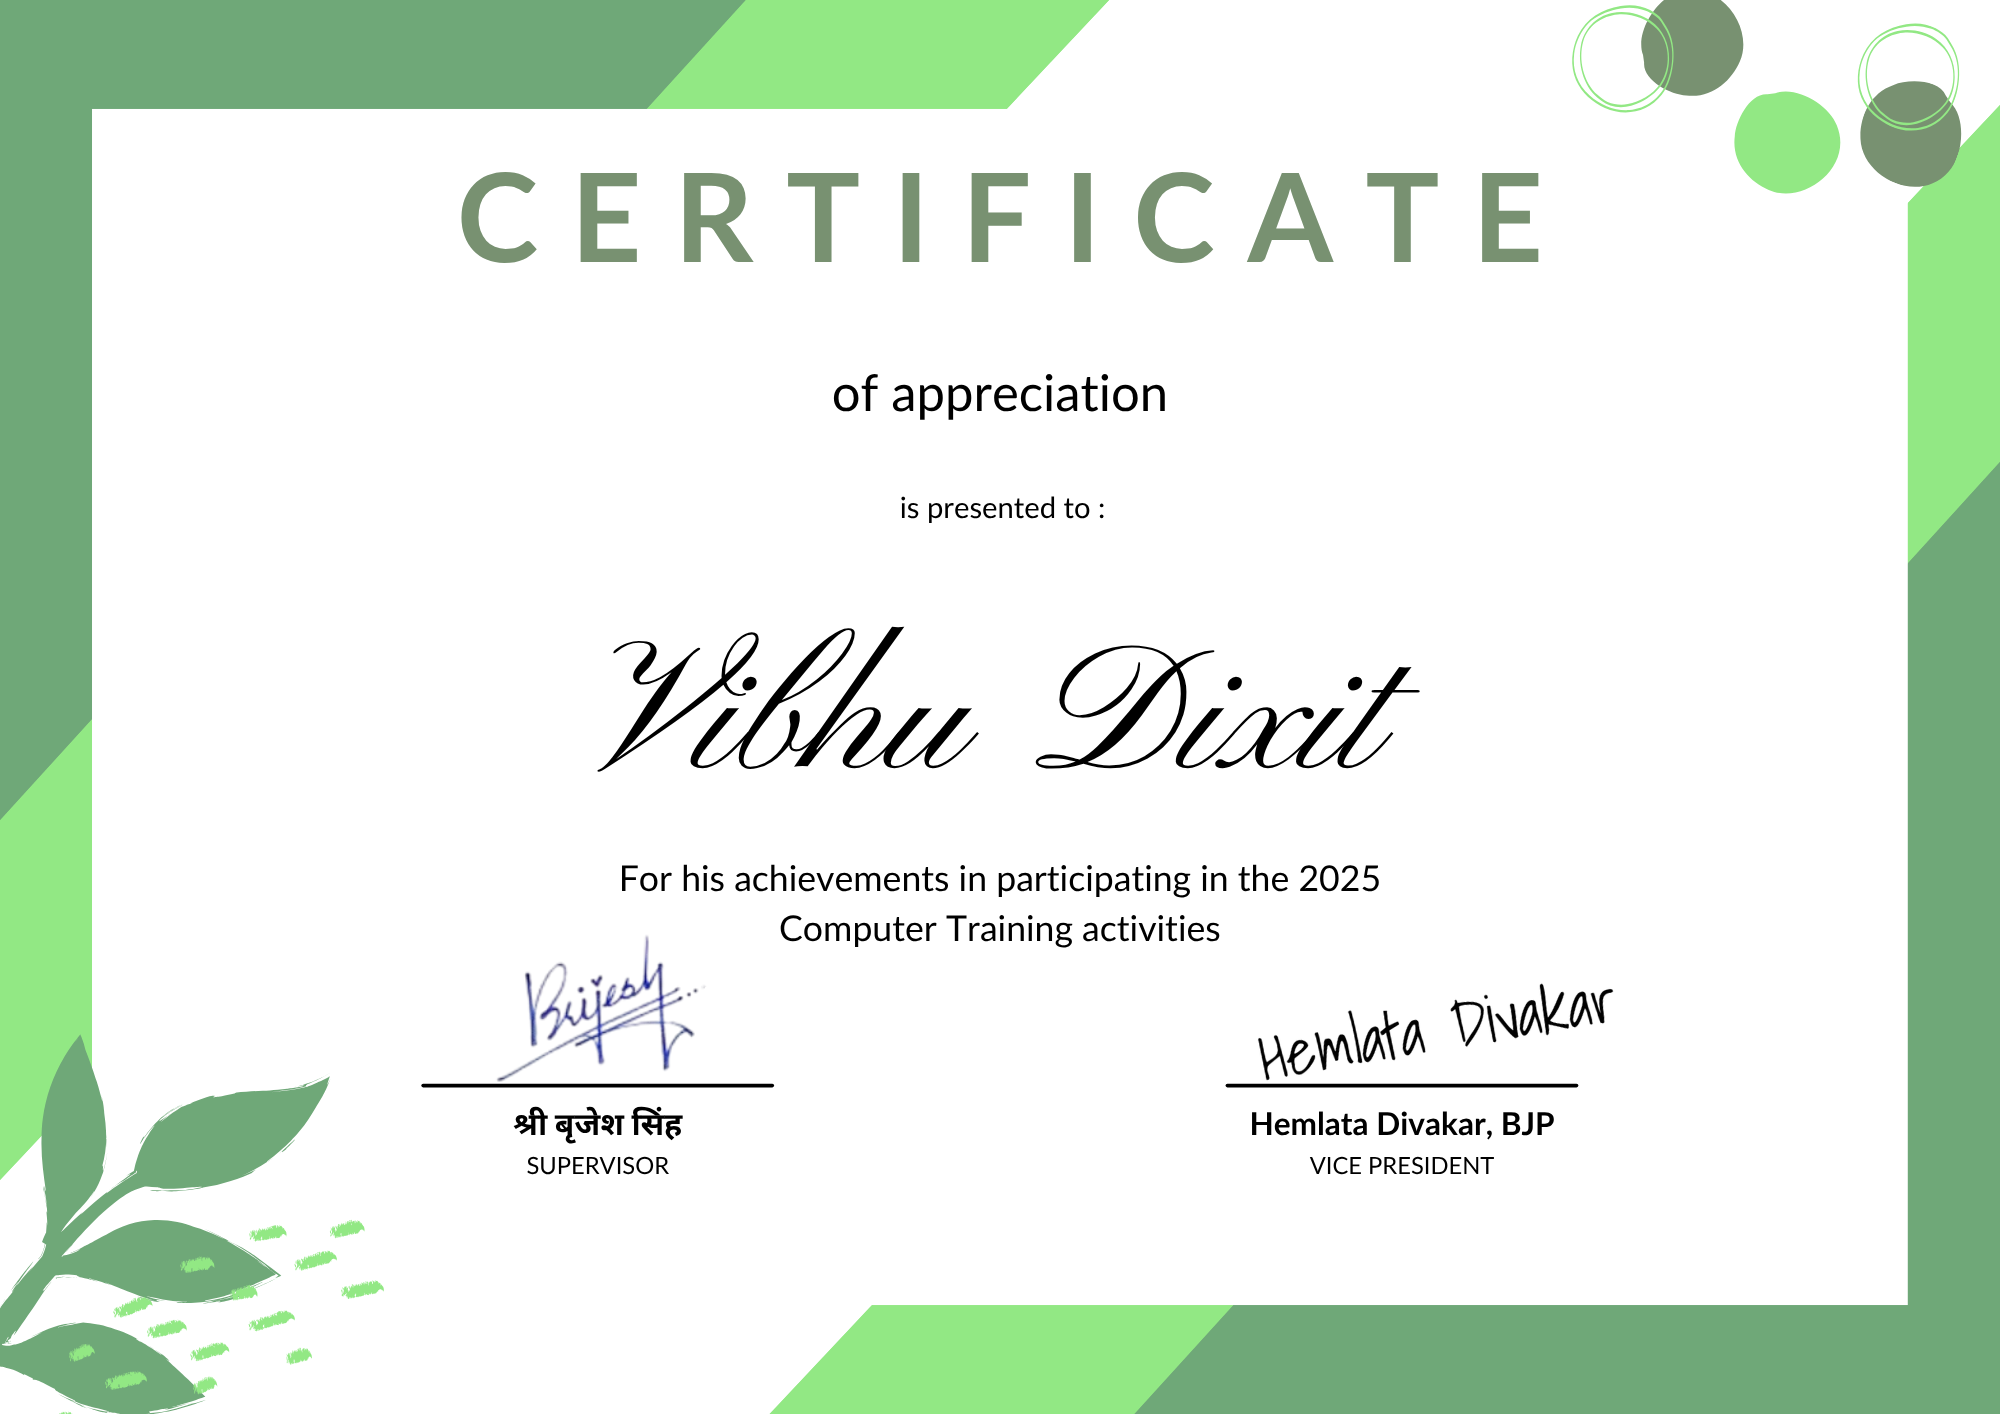 CERTIFICATE
of appreciation
is presented to :
Vibhu Dixit
For his achievements in participating in the 2025
Computer Training activities
Brijesh
Hemlata Divakar
श्री बृजेश सिंह
Hemlata Divakar, BJP
SUPERVISOR
VICE PRESIDENT